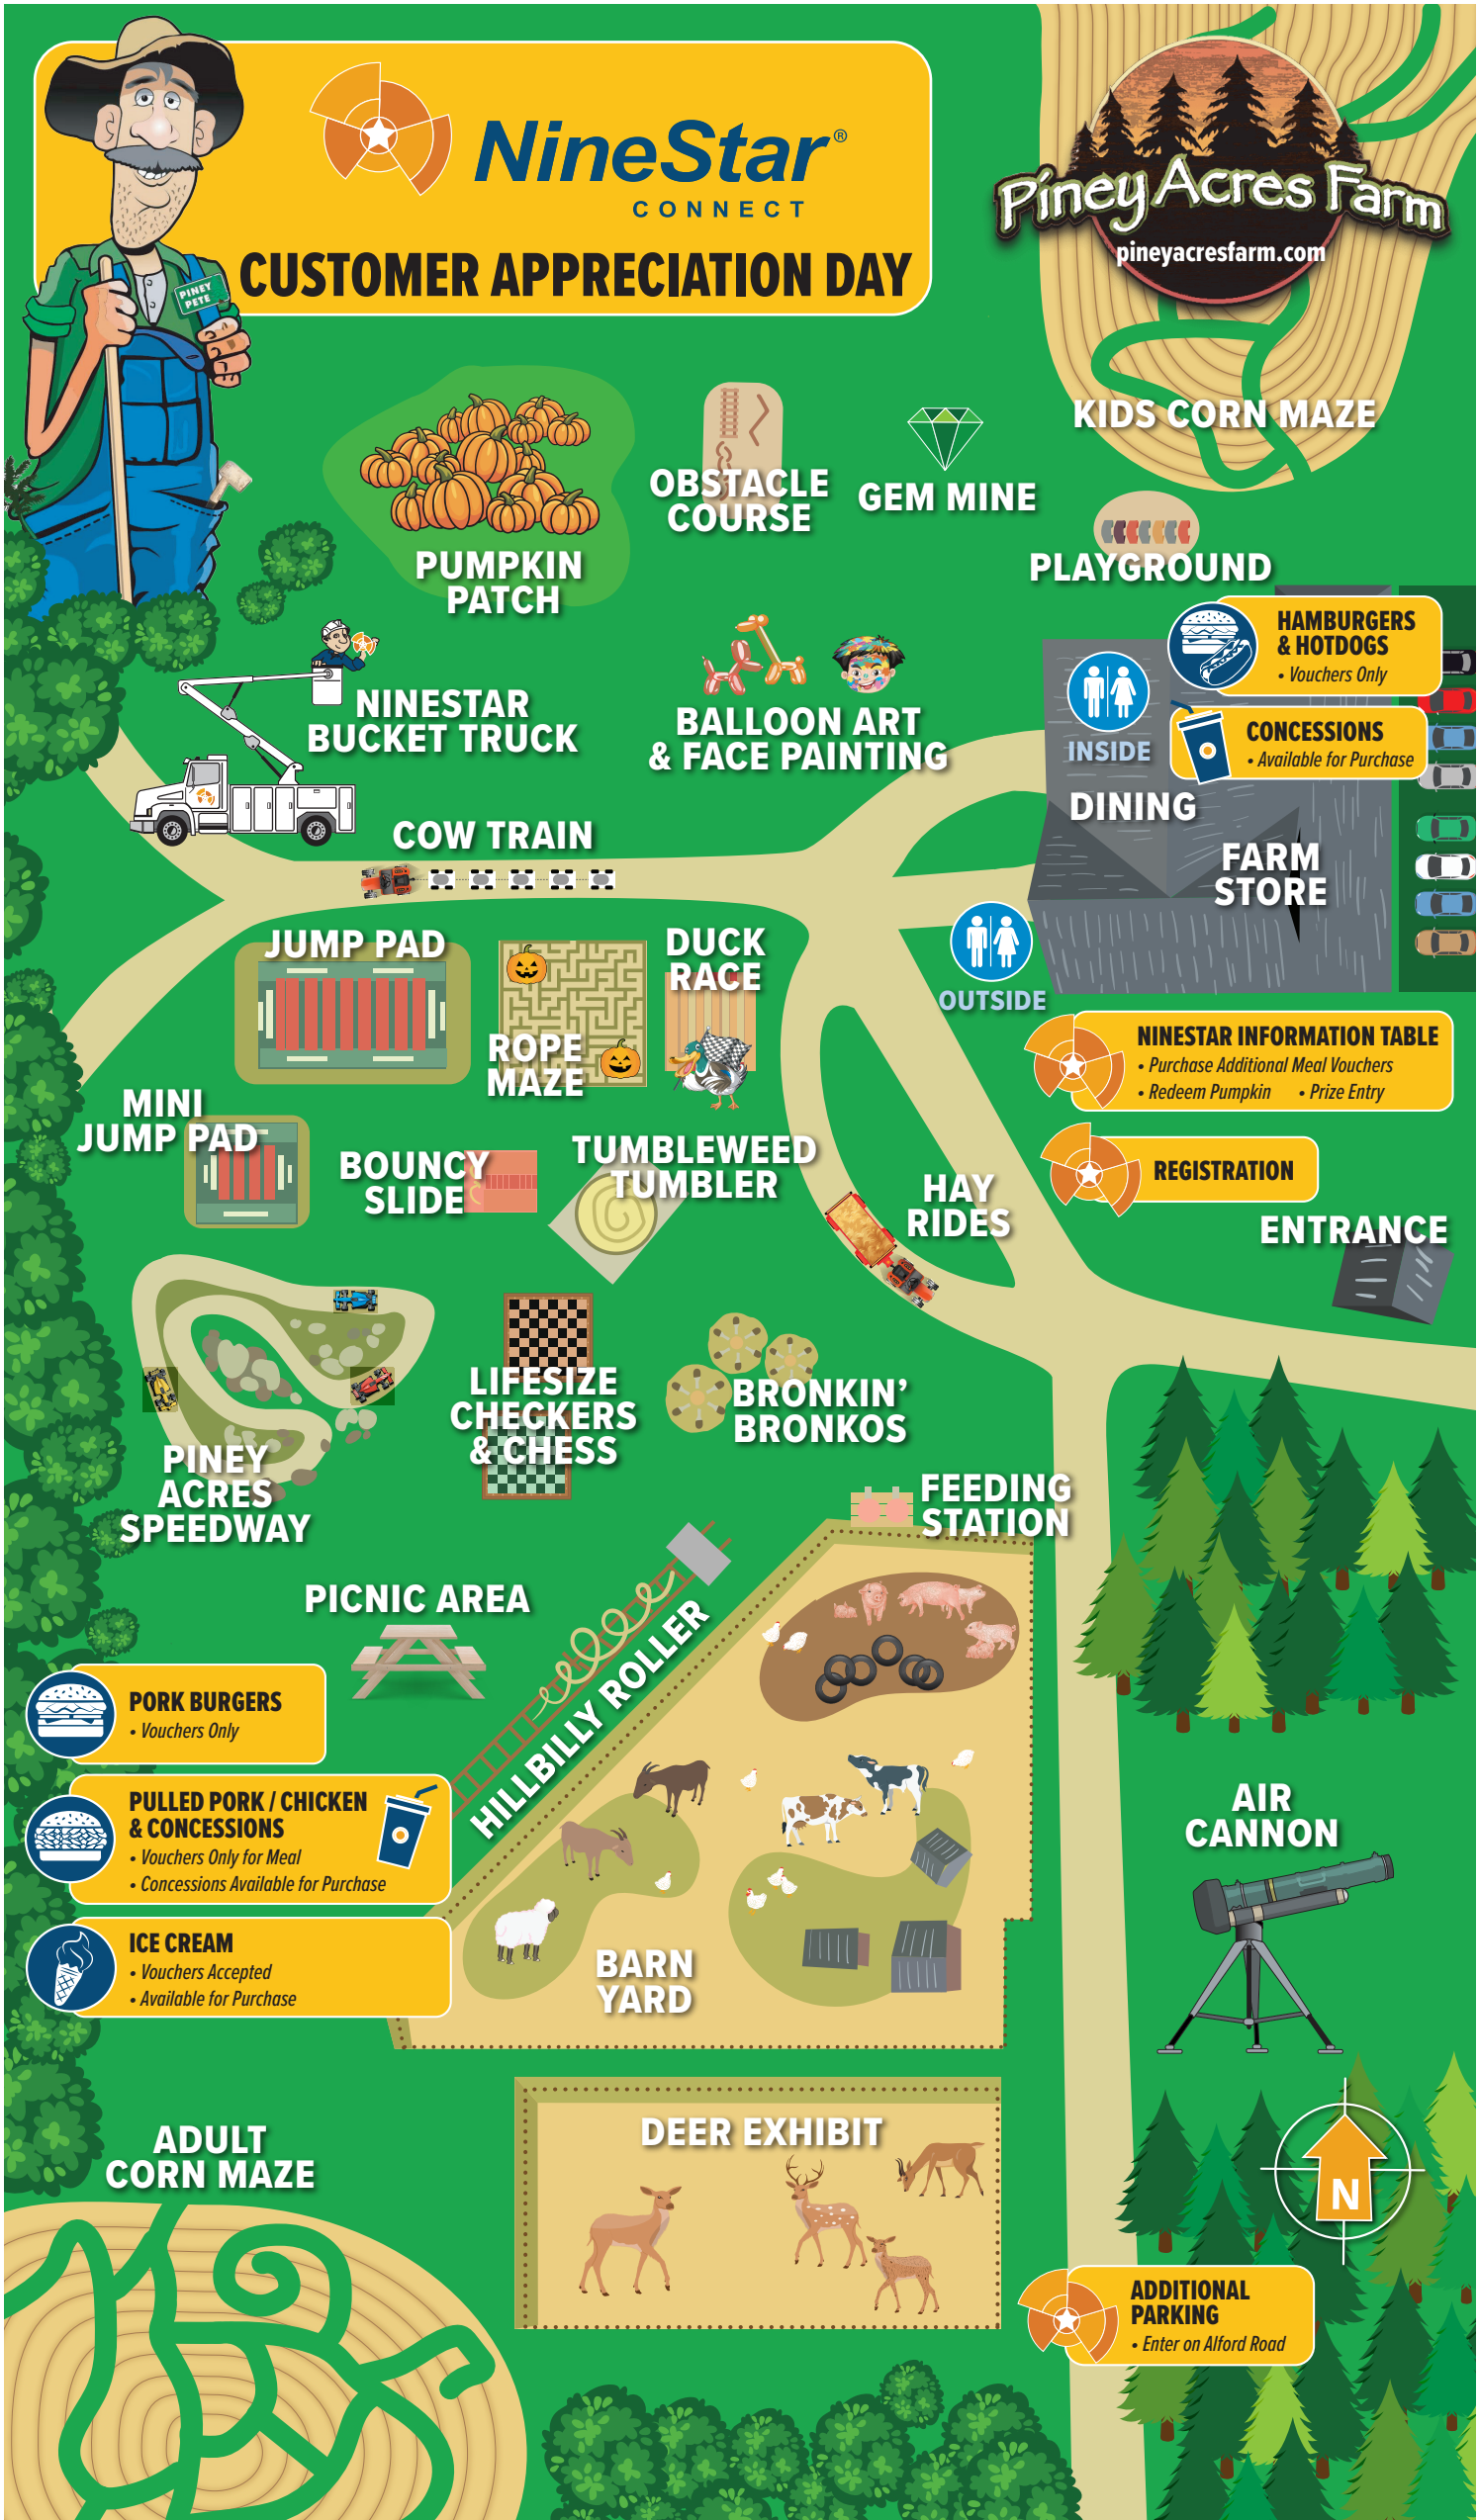 NineStar®
CONNECT
CUSTOMER APPRECIATION DAY
PINEY
PETE
Piney Acres Farm
pineyacresfarm.com
KIDS CORN MAZE
OBSTACLE
COURSE
GEM MINE
PUMPKIN
PATCH
PLAYGROUND
HAMBURGERS
& HOTDOGS
• Vouchers Only
NINESTAR
BUCKET TRUCK
BALLOON ART
& FACE PAINTING
INSIDE
CONCESSIONS
• Available for Purchase
DINING
COW TRAIN
FARM
STORE
JUMP PAD
DUCK
RACE
OUTSIDE
ROPE
MAZE
NINESTAR INFORMATION TABLE
• Purchase Additional Meal Vouchers
• Redeem Pumpkin • Prize Entry
MINI
JUMP PAD
BOUNCY
SLIDE
TUMBLEWEED
TUMBLER
HAY
RIDES
REGISTRATION
ENTRANCE
LIFESIZE
CHECKERS
& CHESS
BRONKIN'
BRONKOS
PINEY
ACRES
SPEEDWAY
FEEDING
STATION
PICNIC AREA
HILLBILLY ROLLER
PORK BURGERS
• Vouchers Only
PULLED PORK / CHICKEN
& CONCESSIONS
• Vouchers Only for Meal
• Concessions Available for Purchase
AIR
CANNON
ICE CREAM
• Vouchers Accepted
• Available for Purchase
BARN
YARD
DEER EXHIBIT
ADULT
CORN MAZE
N
ADDITIONAL
PARKING
• Enter on Alford Road